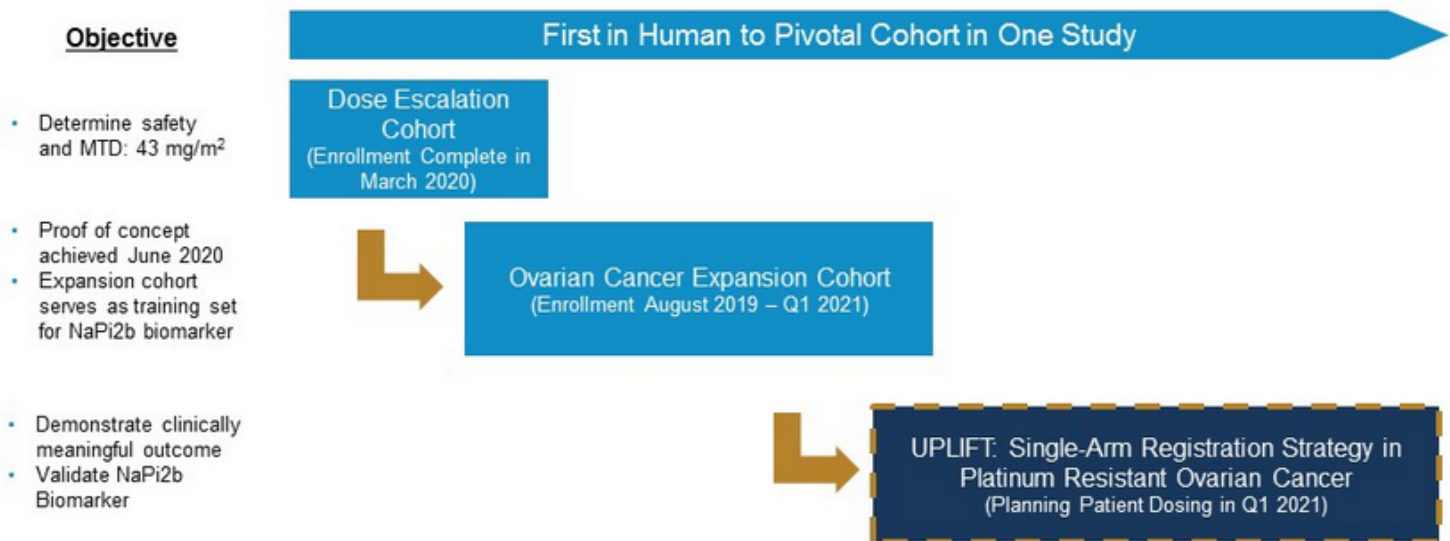 Objective
First in Human to Pivotal Cohort in One Study
• Determine safety
and MTD: 43 mg/m²
Dose Escalation
Cohort
(Enrollment Complete in
March 2020)
• Proof of concept
achieved June 2020
• Expansion cohort
serves as training set
for NaPi2b biomarker
Ovarian Cancer Expansion Cohort
(Enrollment August 2019 – Q1 2021)
• Demonstrate clinically
meaningful outcome
• Validate NaPi2b
Biomarker
UPLIFT: Single-Arm Registration Strategy in
Platinum Resistant Ovarian Cancer
(Planning Patient Dosing in Q1 2021)